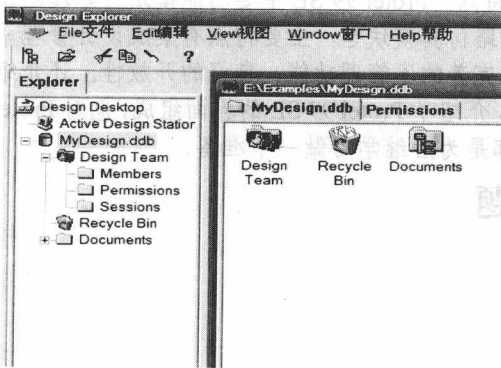 Design Explorer
File文件 Edit编辑 View视图 Window窗口 Help帮助
?
Explorer
Design Desktop
Active Design Station
MyDesign.ddb
Design Team
Members
Permissions
Sessions
Recycle Bin
Documents
E:\Examples\MyDesign.ddb
MyDesign.ddb Permissions
Design Team
Recycle Bin
Documents